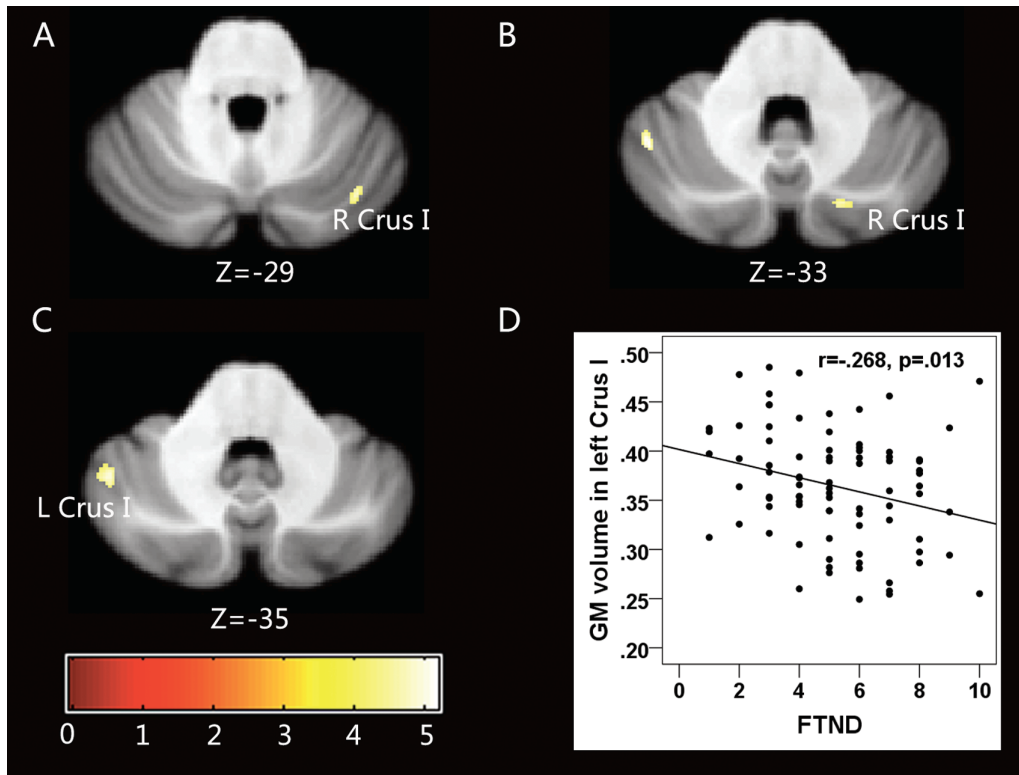 A
R Crus I
Z=-29
B
R Crus I
Z=-33
C
L Crus I
Z=-35
0 1 2 3 4 5
D
r=-.268, p=.013
GM volume in left Crus I
.50
.45
.40
.35
.30
.25
.20
0 2 4 6 8 10
FTND